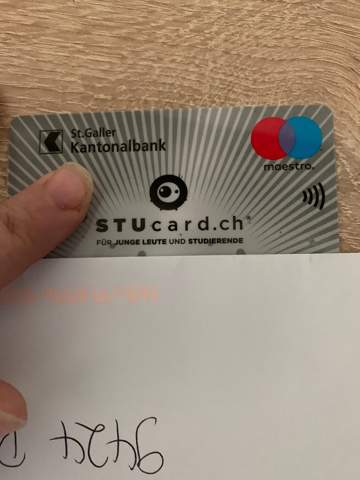 St.Galler
Kantonalbank
maestro.
STUcard.ch
FÜR JUNGE LEUTE UND STUDIERENDE